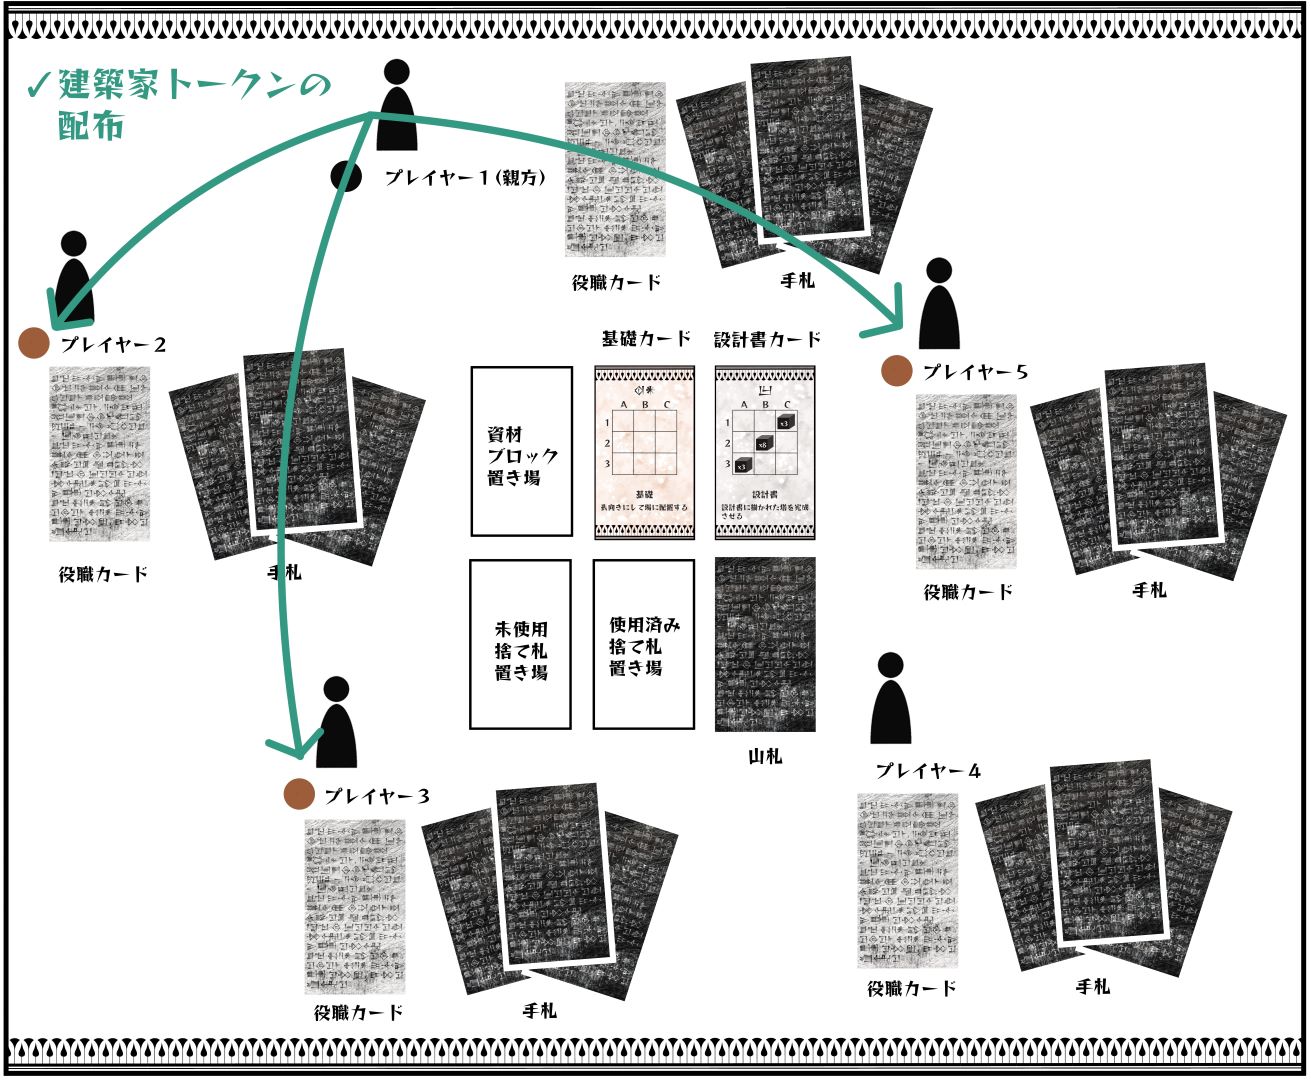 ✓建築家トークンの
配布
プレイヤー1(親方)
役職カード
手札
プレイヤー2
役職カード
手札
基礎カード
設計書カード
プレイヤー5
役職カード
手札
資材
ブロック
置き場
A B C
1
2
3
基礎
表向きにして場に配置する
A B C
1
2
3
x3
x6
x3
設計書
設計書に描かれた塔を完成
させる
未使用
捨て札
置き場
使用済み
捨て札
置き場
山札
プレイヤー3
役職カード
手札
プレイヤー4
役職カード
手札